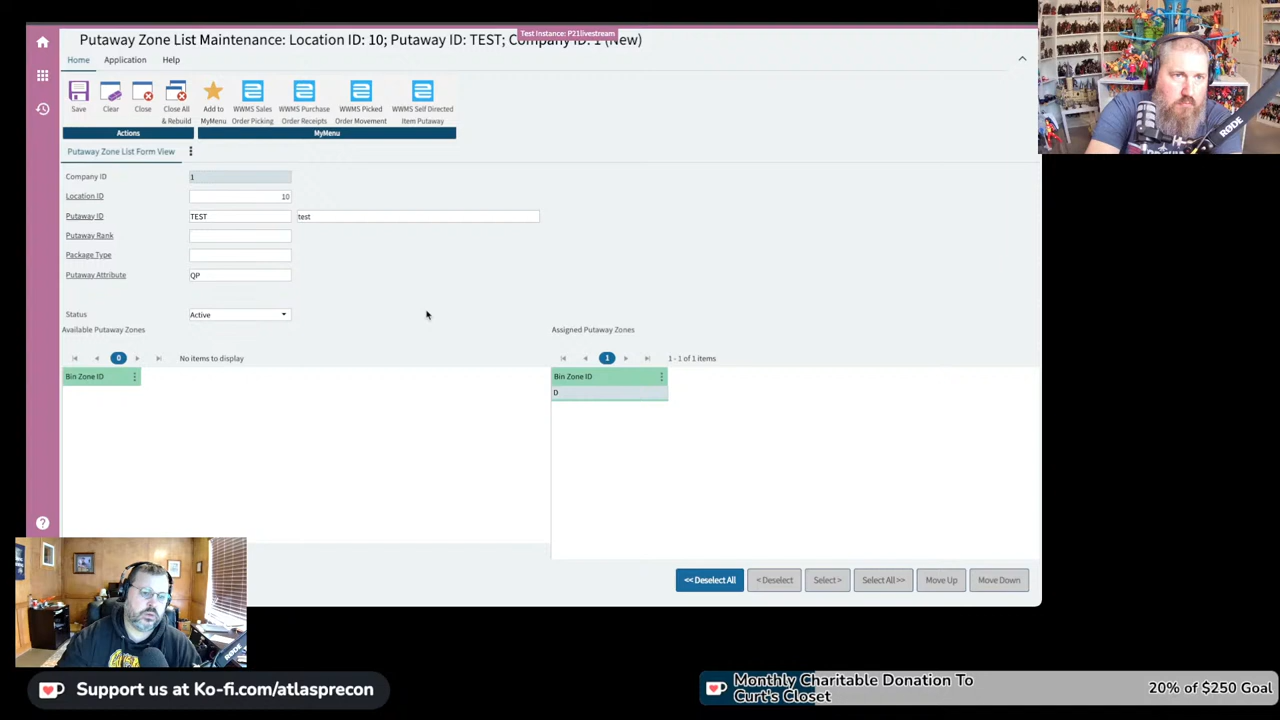 Test Instance: P21livestream
Putaway Zone List Maintenance: Location ID: 10; Putaway ID: TEST; Company ID: 1 (New)
Home Application Help
Save Clear Close Close All & Rebuild Add to MyMenu WWMS Sales Order Picking WWMS Purchase Order Receipts WWMS Picked Order Movement WWMS Self Directed Item Putaway
Actions MyMenu
Putaway Zone List Form View
Company ID 1
Location ID 10
Putaway ID TEST test
Putaway Rank
Package Type
Putaway Attribute QP
Status Active
Available Putaway Zones Assigned Putaway Zones
0 No items to display 1 1 - 1 of 1 items
Bin Zone ID Bin Zone ID
D
<< Deselect All < Deselect Select > Select All >> Move Up Move Down
RØDE
Support us at Ko-fi.com/atlasprecon
Monthly Charitable Donation To
Curt's Closet
20% of $250 Goal